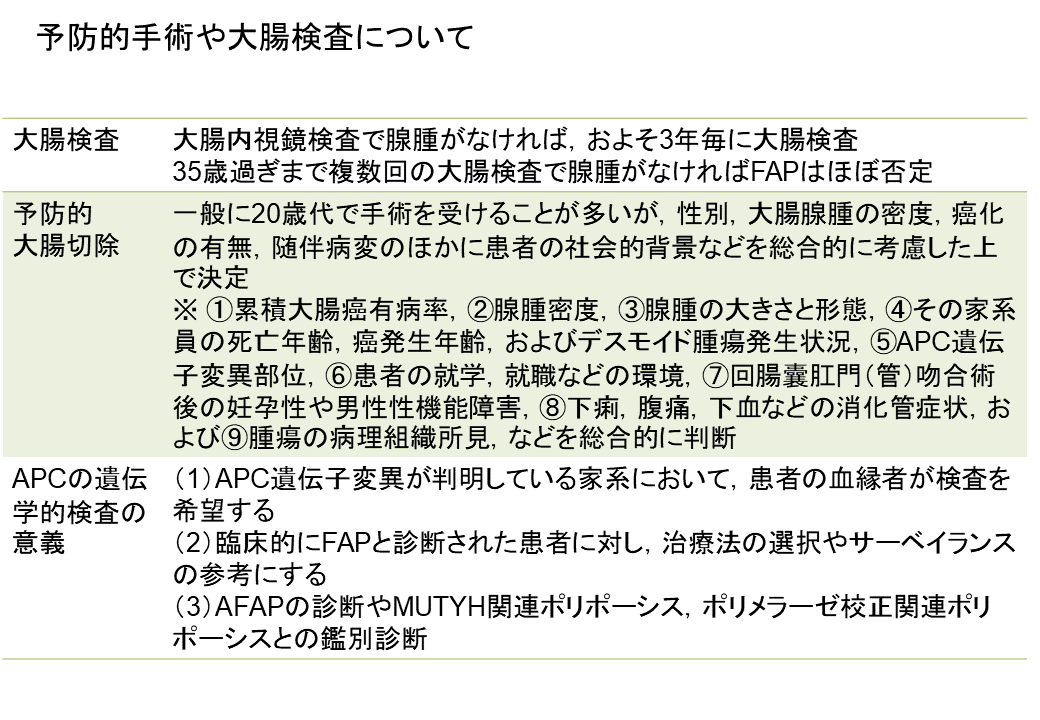 予防的手術や大腸検査について
大腸検査
大腸内視鏡検査で腺腫がなければ，およそ3年毎に大腸検査
35歳過ぎまで複数回の大腸検査で腺腫がなければFAPはほぼ否定
予防的
大腸切除
一般に20歳代で手術を受けることが多いが，性別，大腸腺腫の密度，癌化
の有無，随伴病変のほかに患者の社会的背景などを総合的に考慮した上
で決定
※ ①累積大腸癌有病率，②腺腫密度，③腺腫の大きさと形態，④その家系
員の死亡年齢，癌発生年齢，およびデスモイド腫瘍発生状況，⑤APC遺伝
子変異部位，⑥患者の就学，就職などの環境，⑦回腸嚢肛門（管）吻合術
後の妊孕性や男性性機能障害，⑧下痢，腹痛，下血などの消化管症状，お
よび⑨腫瘍の病理組織所見，などを総合的に判断
APCの遺伝
学的検査の
意義
（1）APC遺伝子変異が判明している家系において，患者の血縁者が検査を
希望する
（2）臨床的にFAPと診断された患者に対し，治療法の選択やサーベイランス
の参考にする
（3）AFAPの診断やMUTYH関連ポリポーシス，ポリメラーゼ校正関連ポリ
ポーシスとの鑑別診断